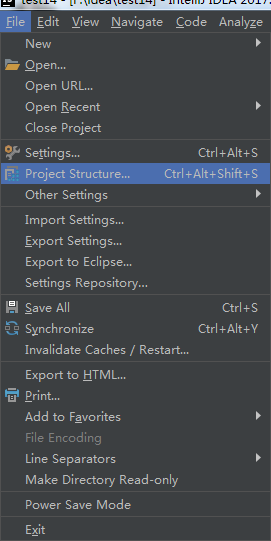 test14 - [F:\idea\test14] - IntelliJ IDEA 2017.
File Edit View Navigate Code Analyze
New
Open...
Open URL...
Open Recent
Close Project
Settings... Ctrl+Alt+S
Project Structure... Ctrl+Alt+Shift+S
Other Settings
Import Settings...
Export Settings...
Export to Eclipse...
Settings Repository...
Save All Ctrl+S
Synchronize Ctrl+Alt+Y
Invalidate Caches / Restart...
Export to HTML...
Print...
Add to Favorites
File Encoding
Line Separators
Make Directory Read-only
Power Save Mode
Exit